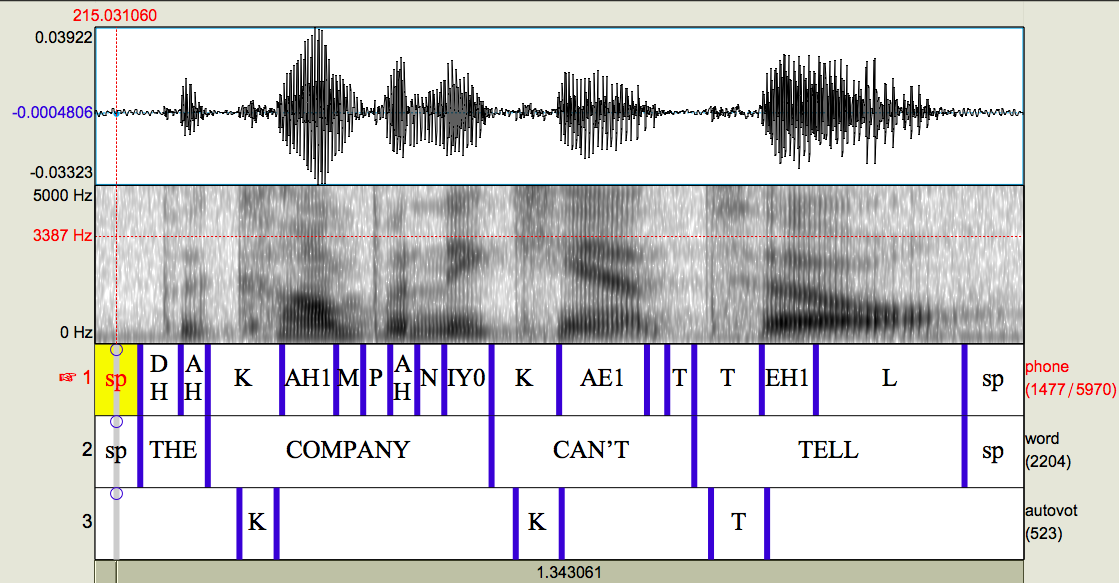 215.031060
0.03922
-0.0004806
-0.03323
5000 Hz
3387 Hz
0 Hz
☞ 1 sp DH AH K AH1 M P AH N IY0 K AE1 T T EH1 L sp phone (1477/5970)
2 sp THE COMPANY CAN'T TELL sp word (2204)
3 K K T autovot (523)
1.343061